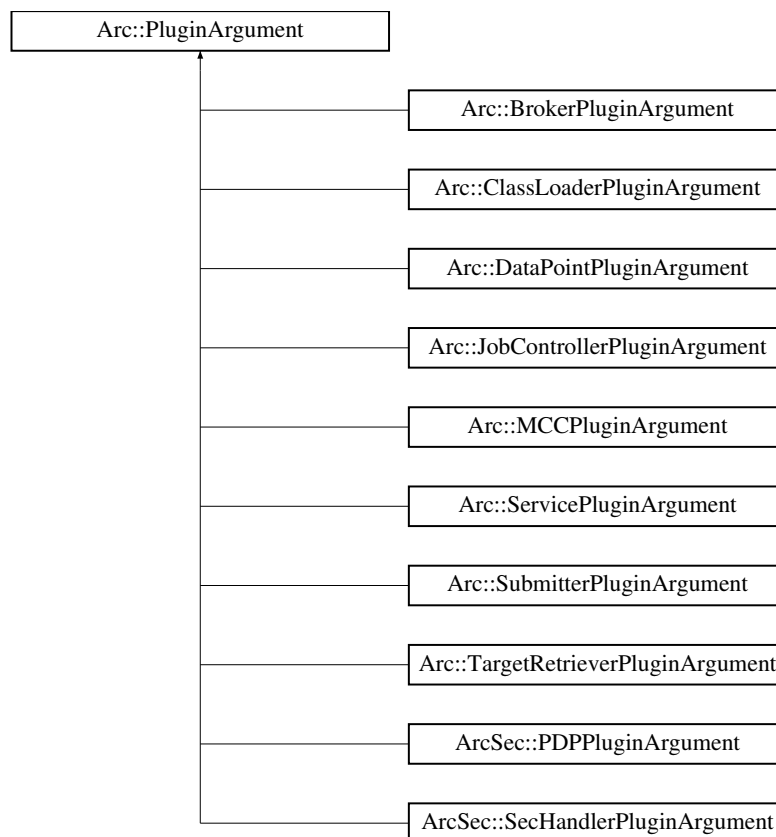 Arc::PluginArgument
Arc::BrokerPluginArgument
Arc::ClassLoaderPluginArgument
Arc::DataPointPluginArgument
Arc::JobControllerPluginArgument
Arc::MCCPluginArgument
Arc::ServicePluginArgument
Arc::SubmitterPluginArgument
Arc::TargetRetrieverPluginArgument
ArcSec::PDPPluginArgument
ArcSec::SecHandlerPluginArgument